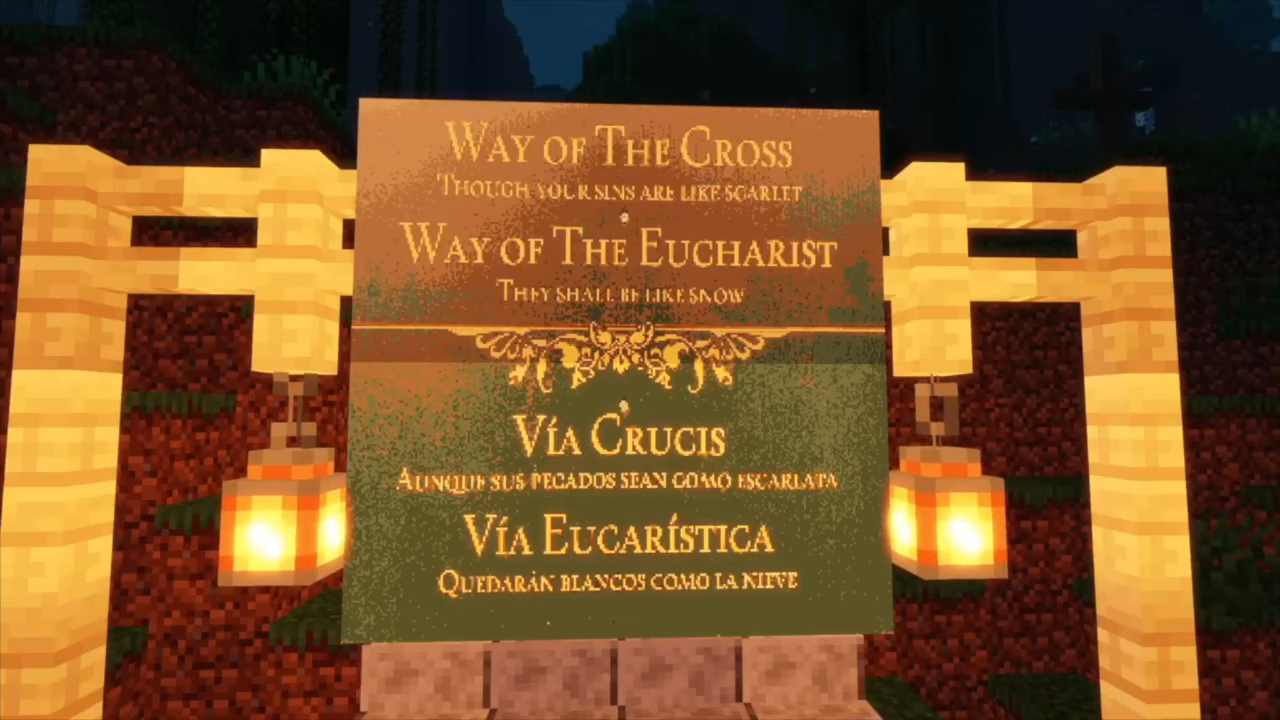 Way of The Cross
Though your sins are like scarlet
Way of The Eucharist
They shall be like snow
Vía Crucis
Aunque sus pecados sean como escarlata
Vía Eucarística
Quedarán blancos como la nieve